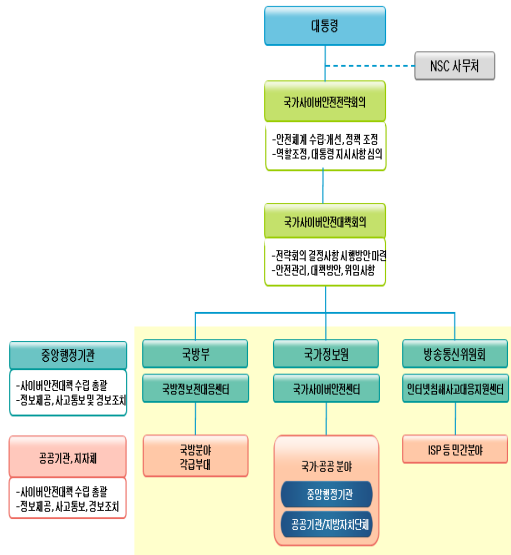 대통령
NSC 사무처
국가사이버안전전략회의
-안전체계 수립·개선, 정책 조정
-역할조정, 대통령 지시사항 심의
국가사이버안전대책회의
-전략회의 결정사항 시행방안 마련
-안전관리, 대책방안, 위임사항
중앙행정기관
-사이버안전대책 수립 총괄
-정보제공, 사고통보 및 경보조치
공공기관, 지자체
-사이버안전대책 수립 총괄
-정보제공, 사고통보, 경보조치
국방부
국방정보전대응센터
국방분야
각급부대
국가정보원
국가사이버안전센터
국가·공공 분야
중앙행정기관
공공기관/지방자치단체
방송통신위원회
인터넷침해사고대응지원센터
ISP 등 민간분야